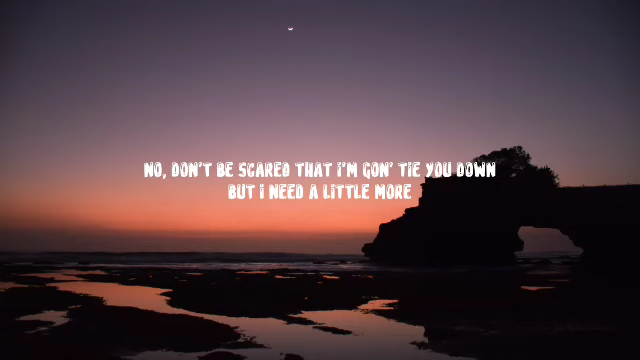 NO, DON'T BE SCARED THAT I'M GON' TIE YOU DOWN
BUT I NEED A LITTLE MORE